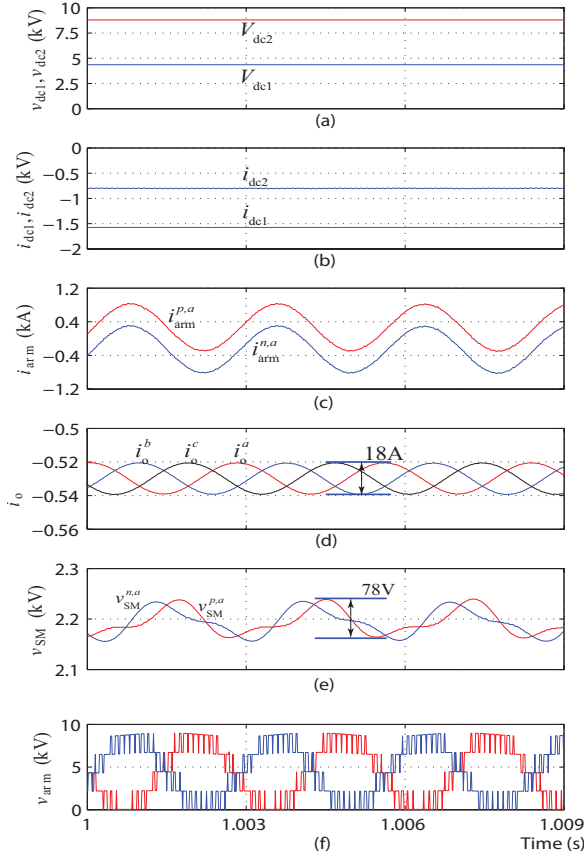 v_dc1, v_dc2 (kV)
10
7.5
5
2.5
0
V_dc2
V_dc1
(a)
i_dc1, i_dc2 (kV)
0
−0.5
−1
−1.5
−2
i_dc2
i_dc1
(b)
i_arm (kA)
1.2
0.4
−0.4
−1.2
i_arm^p,a
i_arm^n,a
(c)
i_o
−0.5
−0.52
−0.54
−0.56
i_o^b
i_o^c
i_o^a
18A
(d)
v_SM (kV)
2.3
2.2
2.1
v_SM^n,a
v_SM^p,a
78V
(e)
v_arm (kV)
10
5
0
1
1.003
1.006
1.009
Time (s)
(f)